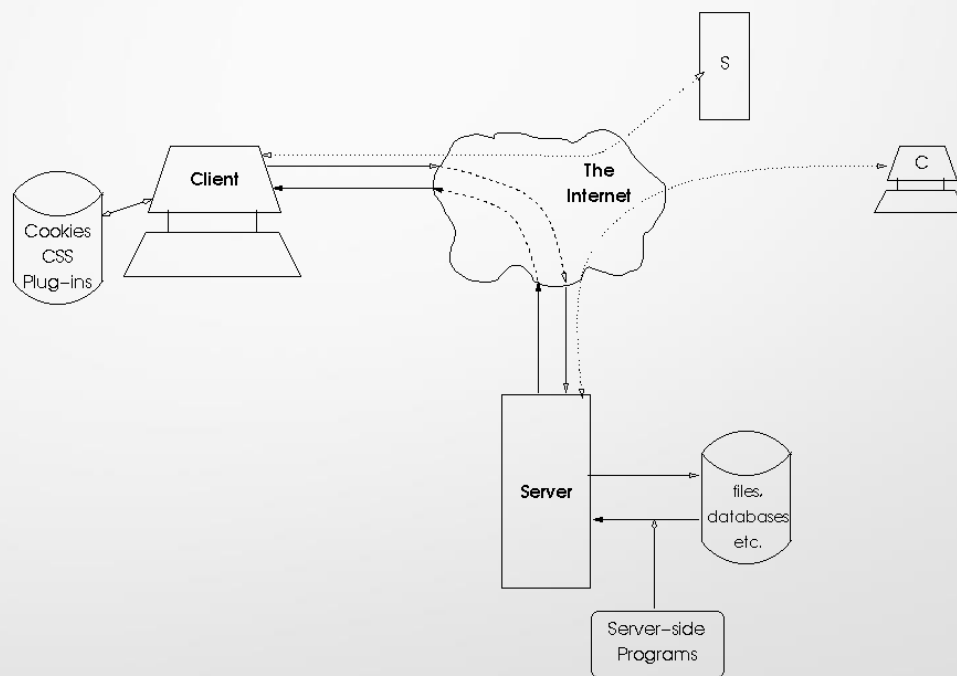 S
The
Internet
C
Client
Cookies
CSS
Plug-ins
Server
files,
databases
etc.
Server-side
Programs